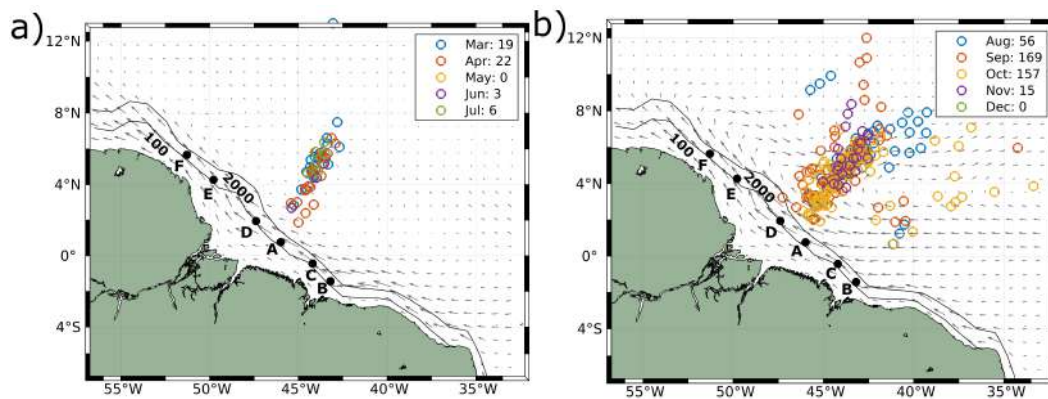 a)
12°N
8°N
4°N
0°
4°S
55°W
50°W
45°W
40°W
35°W
Mar: 19
Apr: 22
May: 0
Jun: 3
Jul: 6
100
2000
F
E
D
A
C
B
b)
12°N
8°N
4°N
0°
4°S
55°W
50°W
45°W
40°W
35°W
Aug: 56
Sep: 169
Oct: 157
Nov: 15
Dec: 0
100
2000
F
E
D
A
C
B